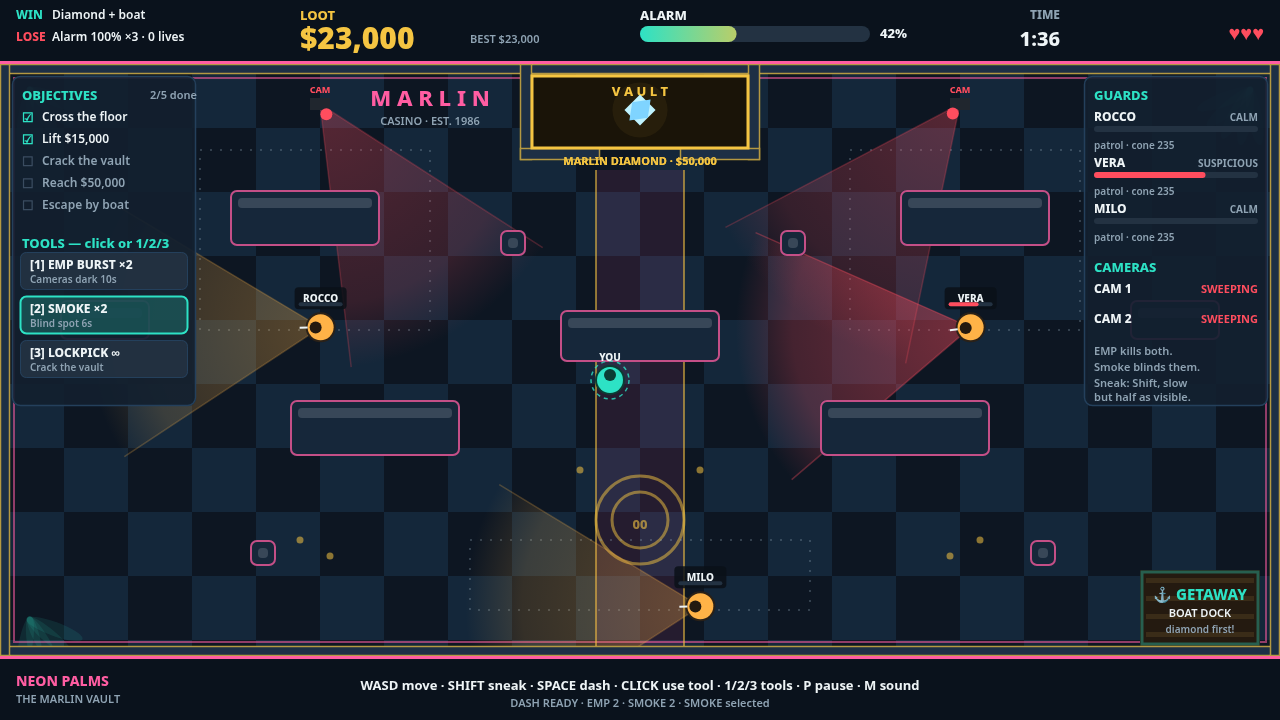 WIN Diamond + boat
LOSE Alarm 100% ×3 · 0 lives
LOOT
$23,000
BEST $23,000
ALARM
42%
TIME
1:36
♥♥♥
OBJECTIVES 2/5 done
☑ Cross the floor
☑ Lift $15,000
☐ Crack the vault
☐ Reach $50,000
☐ Escape by boat
TOOLS — click or 1/2/3
[1] EMP BURST ×2
Cameras dark 10s
[2] SMOKE ×2
Blind spot 6s
[3] LOCKPICK ∞
Crack the vault
CAM
MARLIN
CASINO · EST. 1986
VAULT
MARLIN DIAMOND · $50,000
CAM
ROCCO
VERA
YOU
00
MILO
GUARDS
ROCCO CALM
patrol · cone 235
VERA SUSPICIOUS
patrol · cone 235
MILO CALM
patrol · cone 235
CAMERAS
CAM 1 SWEEPING
CAM 2 SWEEPING
EMP kills both.
Smoke blinds them.
Sneak: Shift, slow
but half as visible.
⚓ GETAWAY
BOAT DOCK
diamond first!
NEON PALMS
THE MARLIN VAULT
WASD move · SHIFT sneak · SPACE dash · CLICK use tool · 1/2/3 tools · P pause · M sound
DASH READY · EMP 2 · SMOKE 2 · SMOKE selected